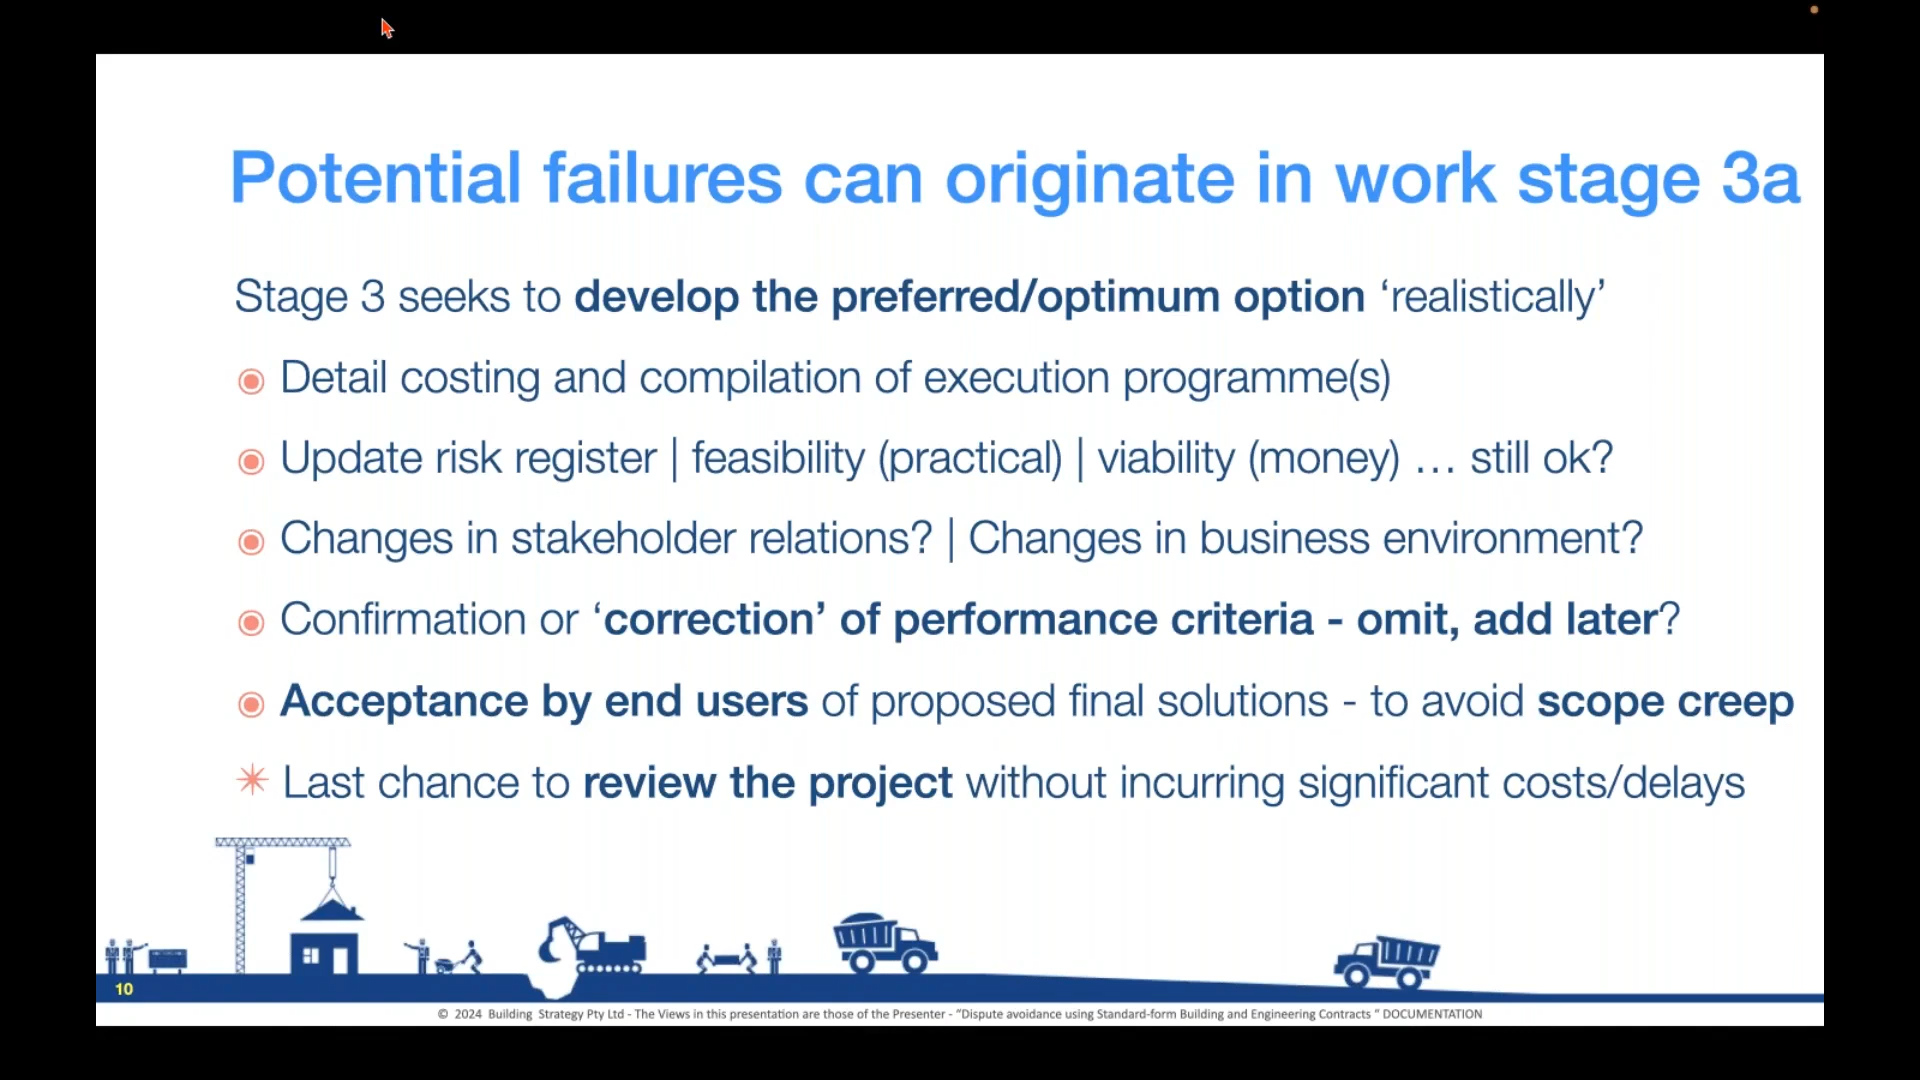 Potential failures can originate in work stage 3a
Stage 3 seeks to develop the preferred/optimum option ‘realistically’
Detail costing and compilation of execution programme(s)
Update risk register | feasibility (practical) | viability (money) … still ok?
Changes in stakeholder relations? | Changes in business environment?
Confirmation or ‘correction’ of performance criteria - omit, add later?
Acceptance by end users of proposed final solutions - to avoid scope creep
Last chance to review the project without incurring significant costs/delays
10
© 2024 Building Strategy Pty Ltd - The Views in this presentation are those of the Presenter - “Dispute avoidance using Standard-form Building and Engineering Contracts “ DOCUMENTATION